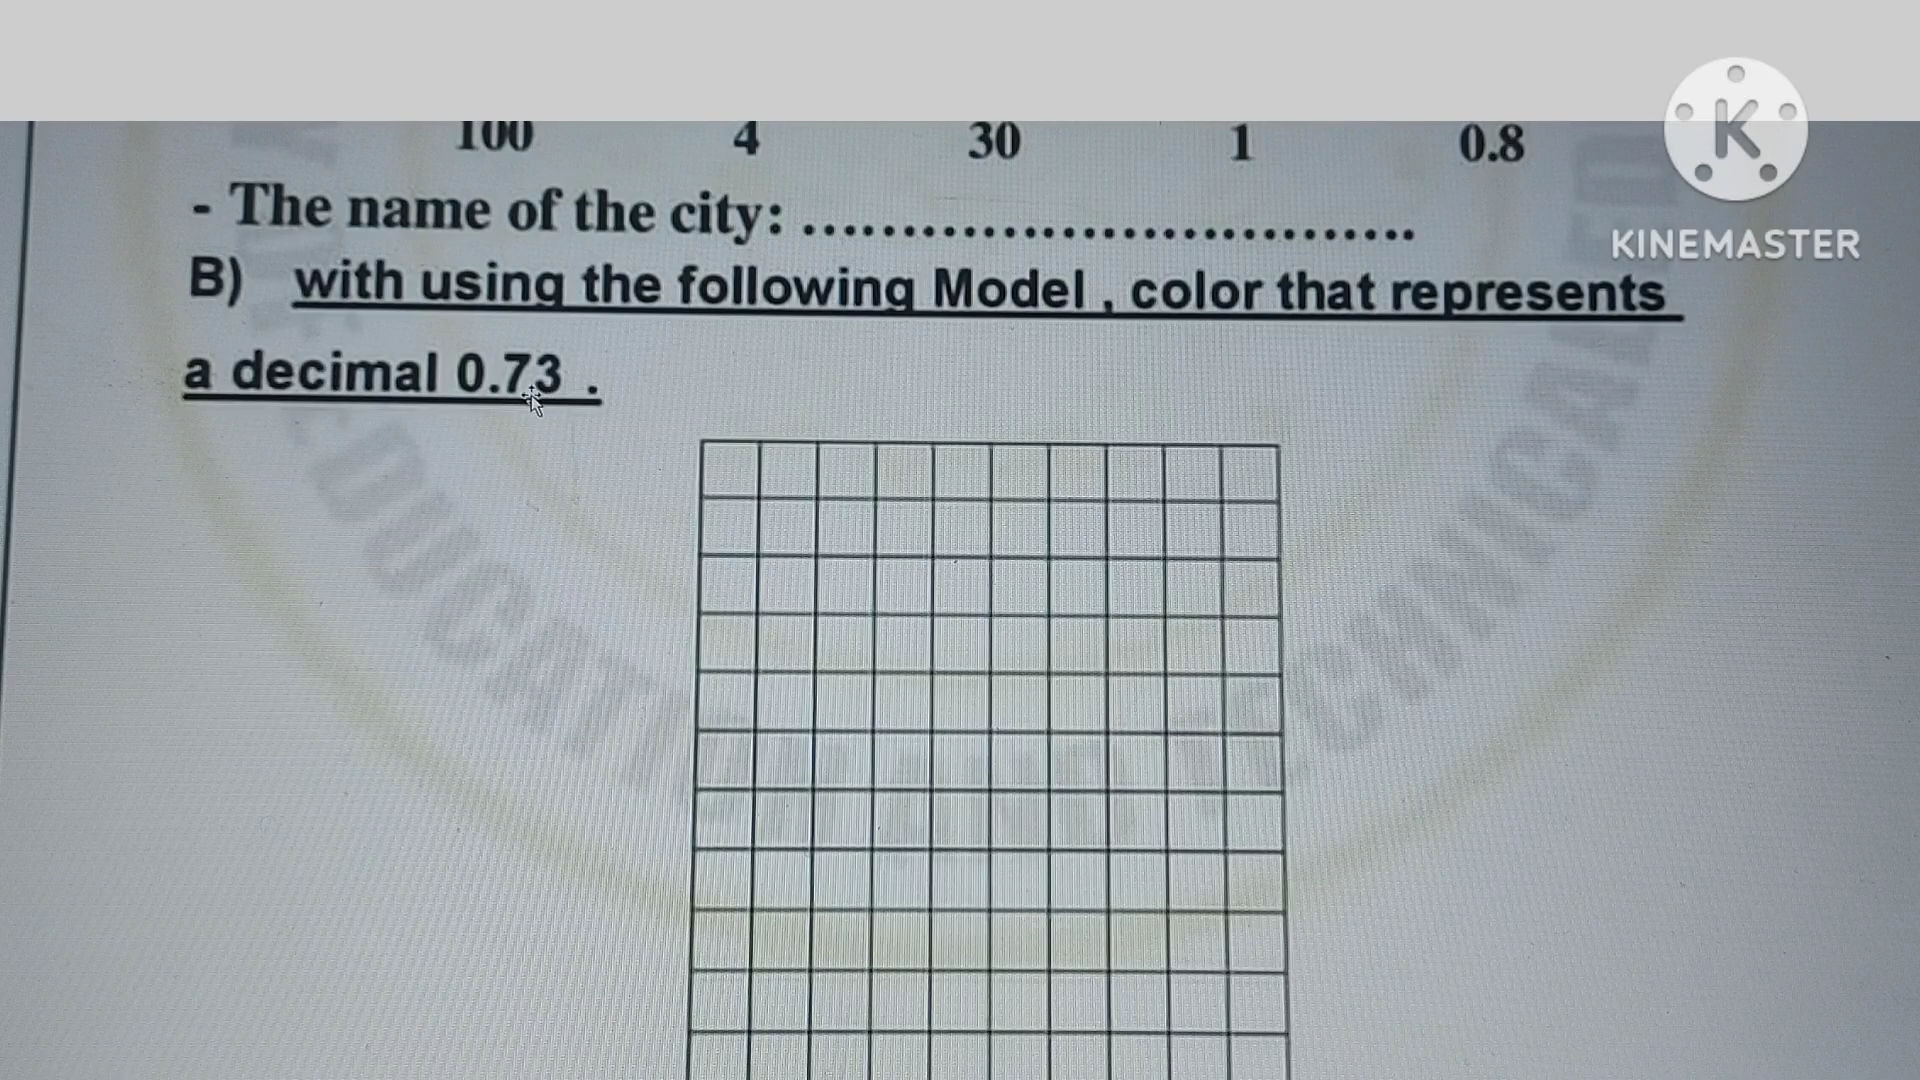 100 4 30 1 0.8
- The name of the city: ................................
B) with using the following Model , color that represents
a decimal 0.73 .
K
KINEMASTER
EDUCATI